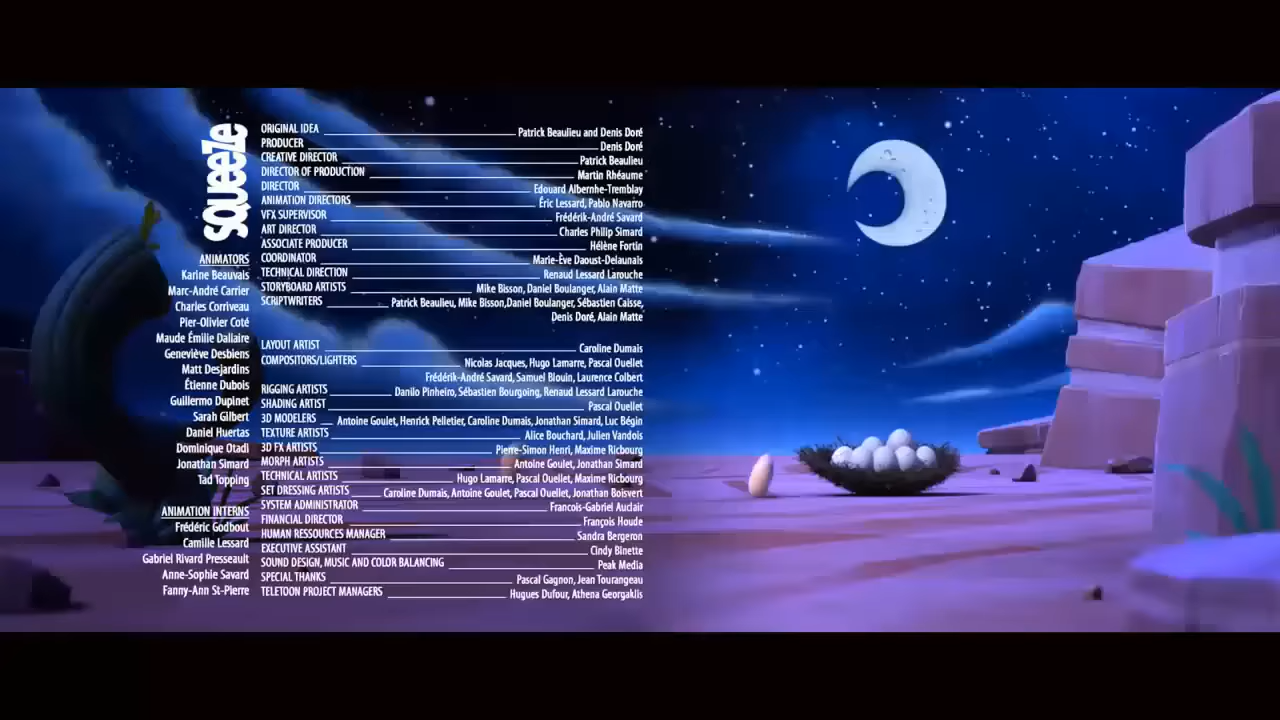 squeeze
ANIMATORS
Karine Beauvais
Marc-André Carrier
Charles Corriveau
Pier-Olivier Coté
Maude Émilie Dallaire
Geneviève Desbiens
Matt Desjardins
Étienne Dubois
Guillermo Dupinet
Sarah Gilbert
Daniel Huertas
Dominique Otadi
Jonathan Simard
Tad Topping
ANIMATION INTERNS
Frédéric Godbout
Camille Lessard
Gabriel Rivard Presseault
Anne-Sophie Savard
Fanny-Ann St-Pierre
ORIGINAL IDEA Patrick Beaulieu and Denis Doré
PRODUCER Denis Doré
CREATIVE DIRECTOR Patrick Beaulieu
DIRECTOR OF PRODUCTION Martin Rhéaume
DIRECTOR Edouard Albernhe-Tremblay
ANIMATION DIRECTORS Éric Lessard, Pablo Navarro
VFX SUPERVISOR Frédérik-André Savard
ART DIRECTOR Charles Philip Simard
ASSOCIATE PRODUCER Hélène Fortin
COORDINATOR Marie-Ève Daoust-Delaunais
TECHNICAL DIRECTION Renaud Lessard Larouche
STORYBOARD ARTISTS Mike Bisson, Daniel Boulanger, Alain Matte
SCRIPTWRITERS Patrick Beaulieu, Mike Bisson,Daniel Boulanger, Sébastien Caisse,
Denis Doré, Alain Matte
LAYOUT ARTIST Caroline Dumais
COMPOSITORS/LIGHTERS Nicolas Jacques, Hugo Lamarre, Pascal Ouellet
Frédérik-André Savard, Samuel Blouin, Laurence Colbert
RIGGING ARTISTS Danilo Pinheiro, Sébastien Bourgoing, Renaud Lessard Larouche
SHADING ARTIST Pascal Ouellet
3D MODELERS Antoine Goulet, Henrick Pelletier, Caroline Dumais, Jonathan Simard, Luc Bégin
TEXTURE ARTISTS Alice Bouchard, Julien Vandois
3D FX ARTISTS Pierre-Simon Henri, Maxime Ricbourg
MORPH ARTISTS Antoine Goulet, Jonathan Simard
TECHNICAL ARTISTS Hugo Lamarre, Pascal Ouellet, Maxime Ricbourg
SET DRESSING ARTISTS Caroline Dumais, Antoine Goulet, Pascal Ouellet, Jonathan Boisvert
SYSTEM ADMINISTRATOR Francois-Gabriel Auclair
FINANCIAL DIRECTOR François Houde
HUMAN RESSOURCES MANAGER Sandra Bergeron
EXECUTIVE ASSISTANT Cindy Binette
SOUND DESIGN, MUSIC AND COLOR BALANCING Peak Media
SPECIAL THANKS Pascal Gagnon, Jean Tourangeau
TELETOON PROJECT MANAGERS Hugues Dufour, Athena Georgaklis